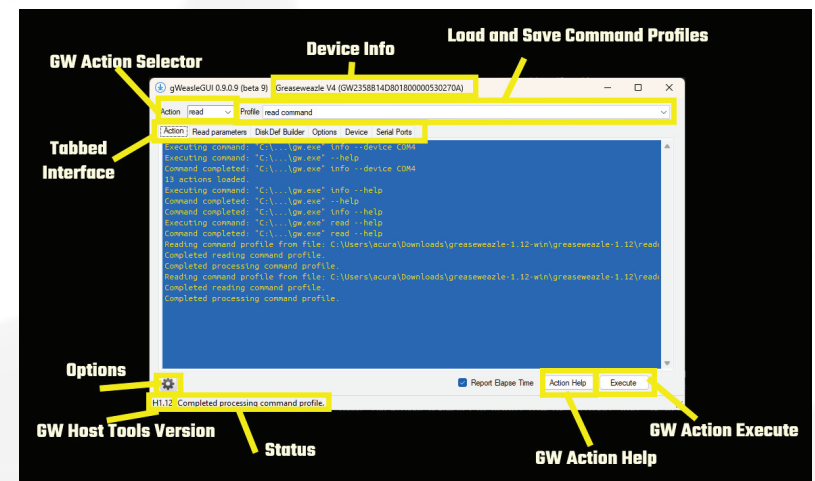 Load and Save Command Profiles
Device Info
GW Action Selector
gWeasleGUI 0.9.0.9 (beta 9) Greaseweazle V4 (GW2358B14D801800000530270A)
Action read Profile read command
Action Read parameters DiskDef Builder Options Device Serial Ports
Tabbed
Interface
Executing command: "C:\...\gw.exe" info --device COM4
Executing command: "C:\...\gw.exe" --help
Command completed: "C:\...\gw.exe" info --device COM4
13 actions loaded.
Executing command: "C:\...\gw.exe" info --help
Command completed: "C:\...\gw.exe" --help
Command completed: "C:\...\gw.exe" info --help
Executing command: "C:\...\gw.exe" read --help
Command completed: "C:\...\gw.exe" read --help
Reading command profile from file: C:\Users\acura\Downloads\greaseweazle-1.12-win\greaseweazle-1.12\read
Completed reading command profile.
Completed processing command profile.
Reading command profile from file: C:\Users\acura\Downloads\greaseweazle-1.12-win\greaseweazle-1.12\read
Completed reading command profile.
Completed processing command profile.
Options
Report Elapse Time Action Help Execute
H1.12 Completed processing command profile.
GW Host Tools Version
Status
GW Action Execute
GW Action Help